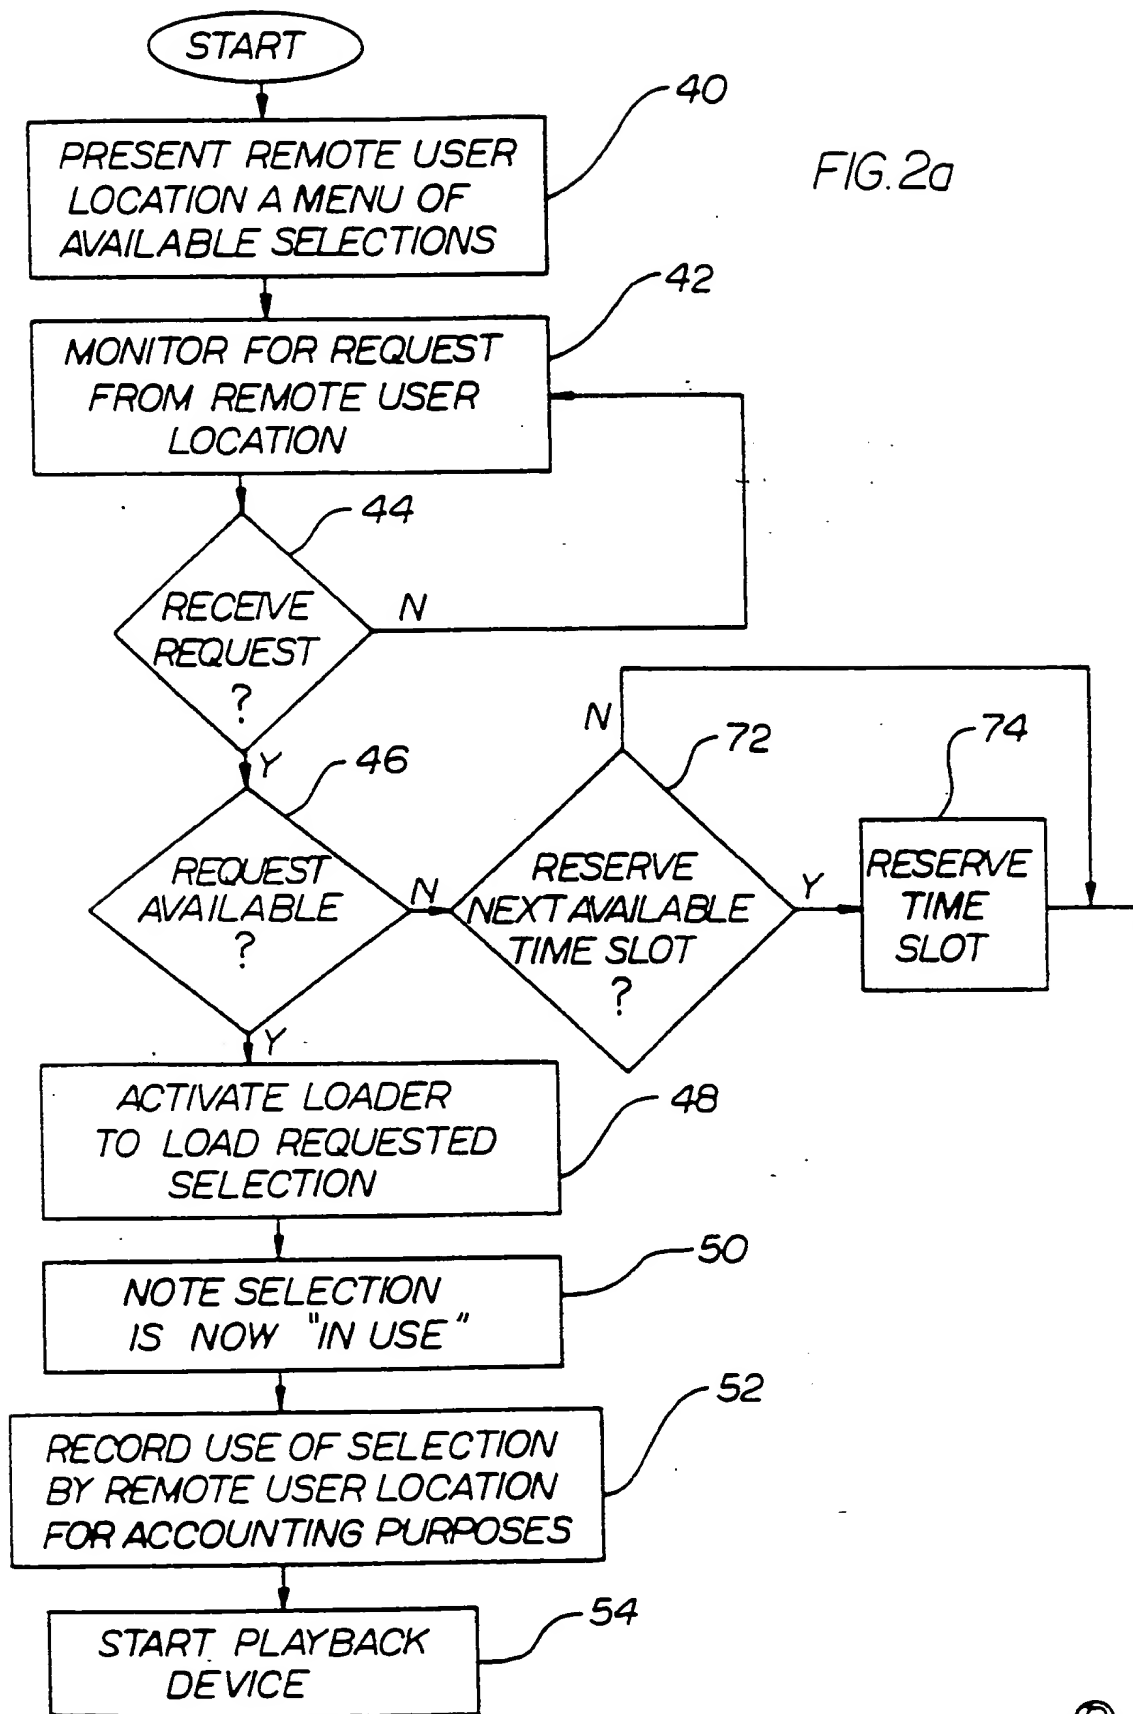 START
40
PRESENT REMOTE USER
LOCATION A MENU OF
AVAILABLE SELECTIONS
FIG. 2a
42
MONITOR FOR REQUEST
FROM REMOTE USER
LOCATION
44
RECEIVE
REQUEST
?
N
Y
46
REQUEST
AVAILABLE
?
N
Y
72
RESERVE
NEXT AVAILABLE
TIME SLOT
?
N
Y
74
RESERVE
TIME
SLOT
48
ACTIVATE LOADER
TO LOAD REQUESTED
SELECTION
50
NOTE SELECTION
IS NOW "IN USE"
52
RECORD USE OF SELECTION
BY REMOTE USER LOCATION
FOR ACCOUNTING PURPOSES
54
START PLAYBACK
DEVICE